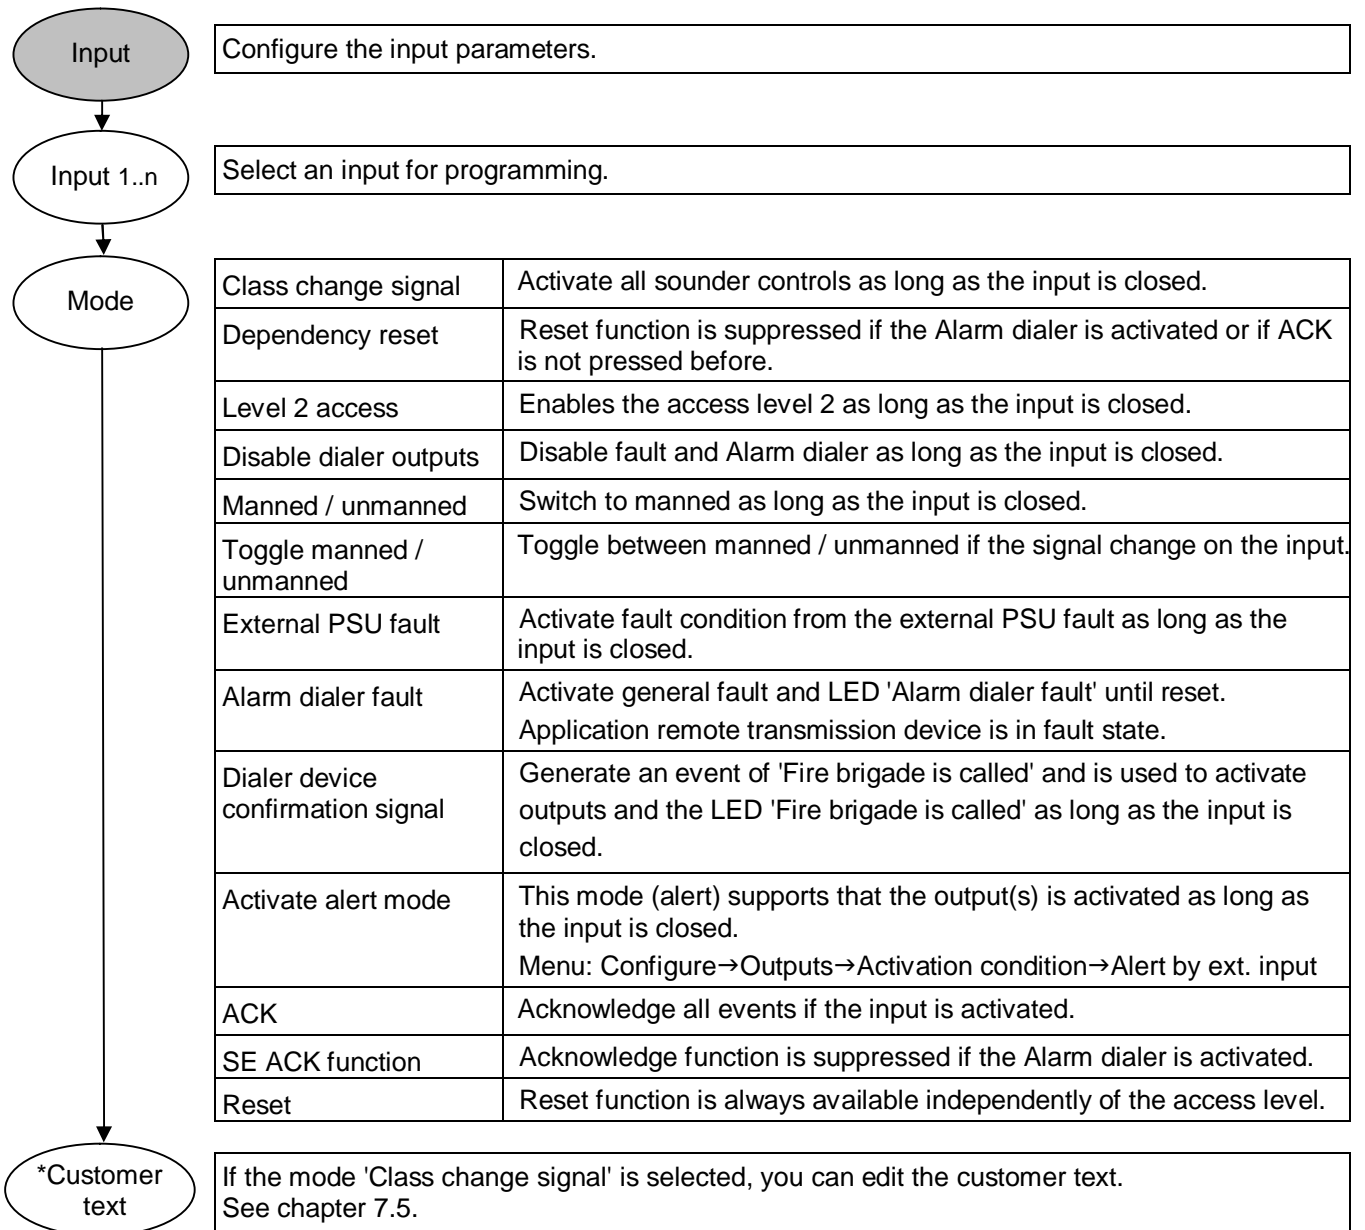 Input
Configure the input parameters.
Input 1..n
Select an input for programming.
Mode
Class change signal
Activate all sounder controls as long as the input is closed.
Dependency reset
Reset function is suppressed if the Alarm dialer is activated or if ACK
is not pressed before.
Level 2 access
Enables the access level 2 as long as the input is closed.
Disable dialer outputs
Disable fault and Alarm dialer as long as the input is closed.
Manned / unmanned
Switch to manned as long as the input is closed.
Toggle manned /
unmanned
Toggle between manned / unmanned if the signal change on the input.
External PSU fault
Activate fault condition from the external PSU fault as long as the
input is closed.
Alarm dialer fault
Activate general fault and LED 'Alarm dialer fault' until reset.
Application remote transmission device is in fault state.
Dialer device
confirmation signal
Generate an event of 'Fire brigade is called' and is used to activate
outputs and the LED 'Fire brigade is called' as long as the input is
closed.
Activate alert mode
This mode (alert) supports that the output(s) is activated as long as
the input is closed.
Menu: Configure→Outputs→Activation condition→Alert by ext. input
ACK
Acknowledge all events if the input is activated.
SE ACK function
Acknowledge function is suppressed if the Alarm dialer is activated.
Reset
Reset function is always available independently of the access level.
*Customer
text
If the mode 'Class change signal' is selected, you can edit the customer text.
See chapter 7.5.